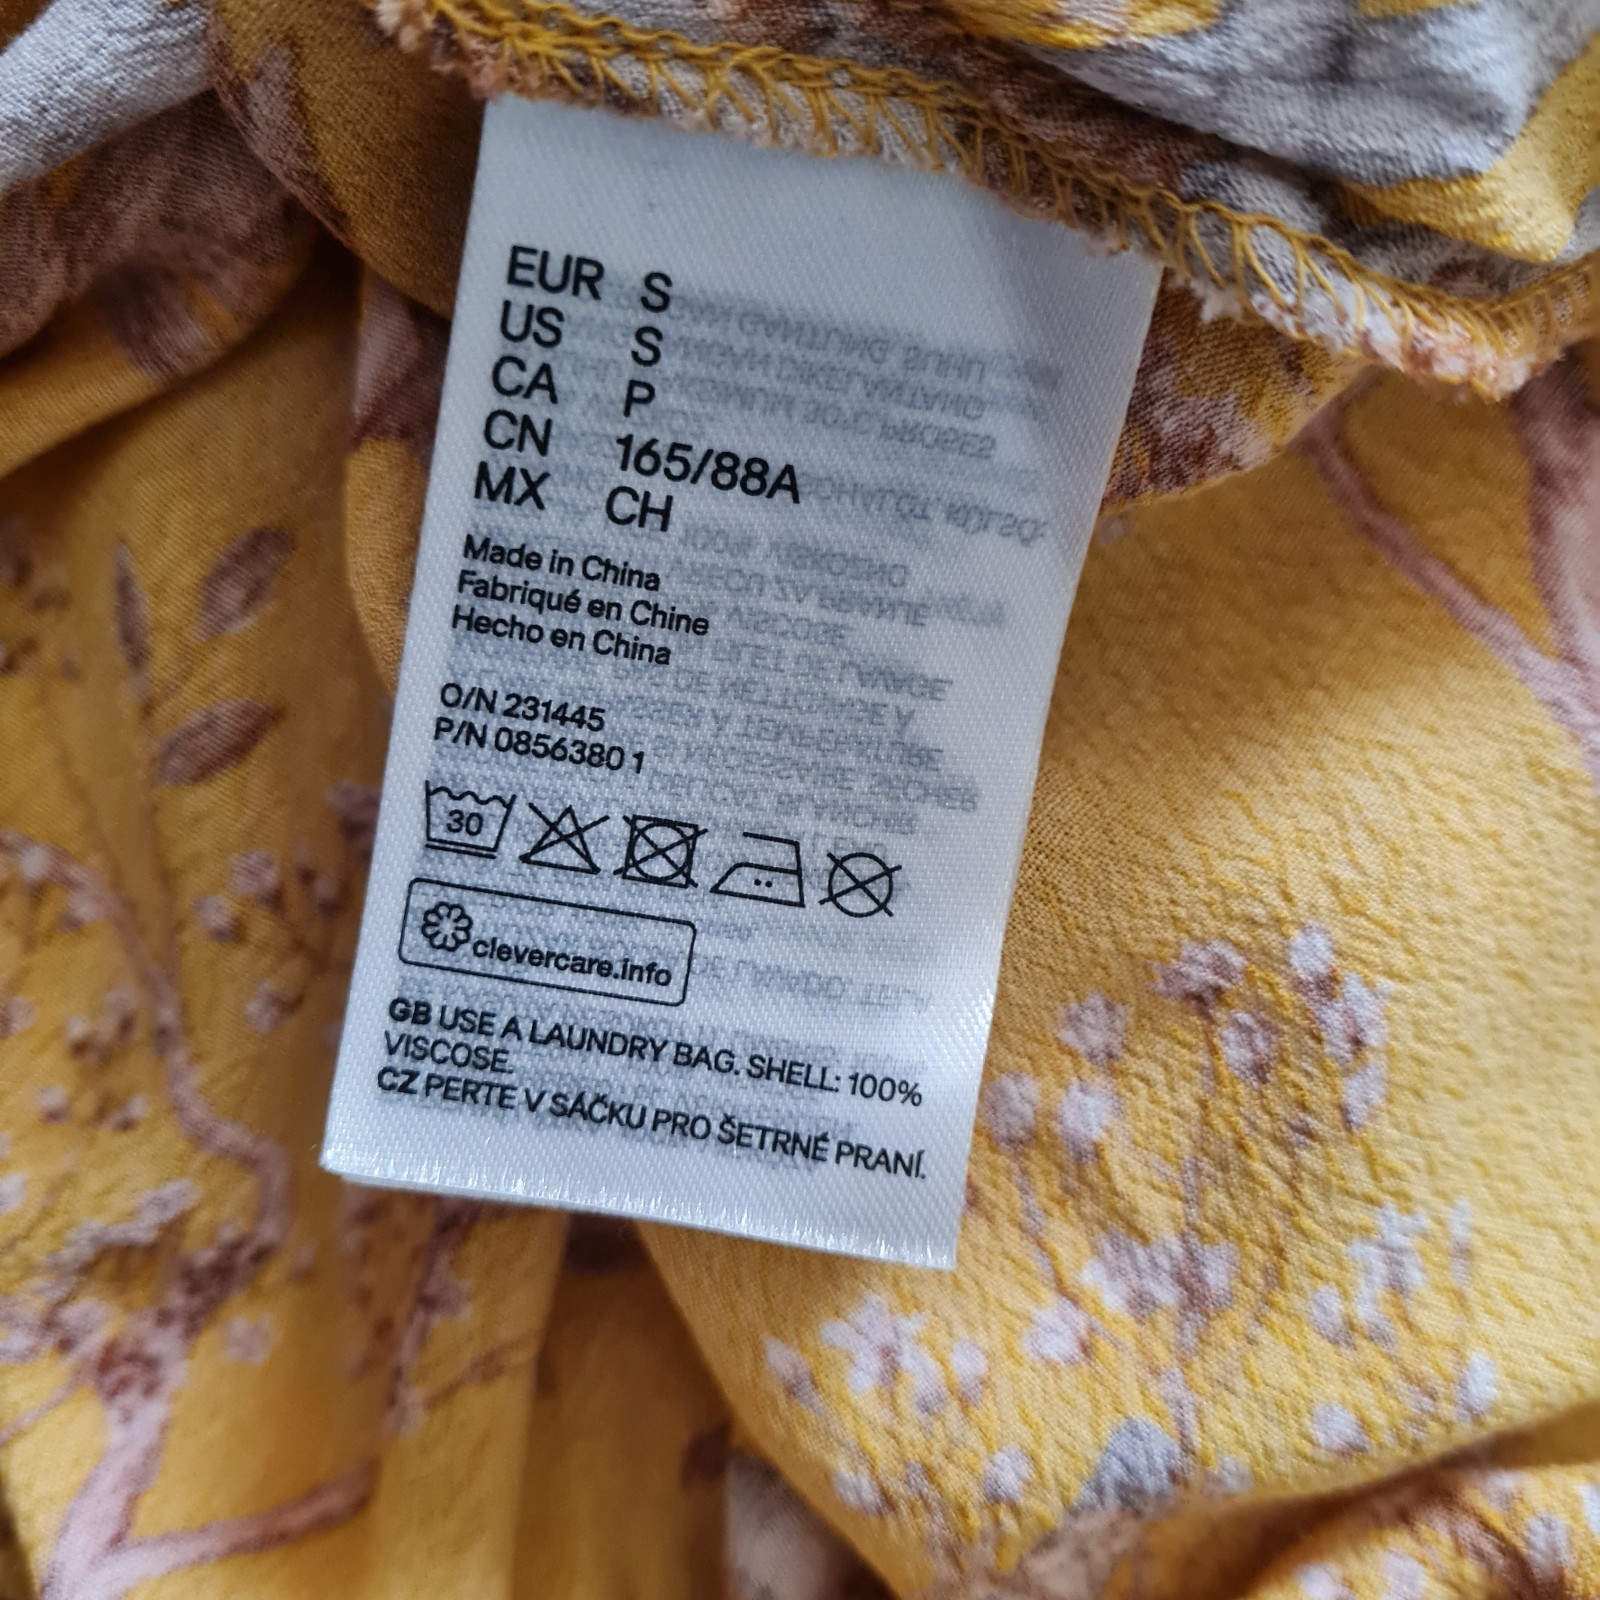 EUR S
US S
CA P
CN 165/88A
MX CH
Made in China
Fabriqué en Chine
Hecho en China
O/N 231445
P/N 0856380 1
30
clevercare.info
GB USE A LAUNDRY BAG. SHELL: 100%
VISCOSE.
CZ PERTE V SÁČKU PRO ŠETRNÉ PRANÍ.